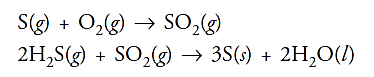 S(g) + O₂(g) → SO₂(g)
2H₂S(g) + SO₂(g) → 3S(s) + 2H₂O(l)